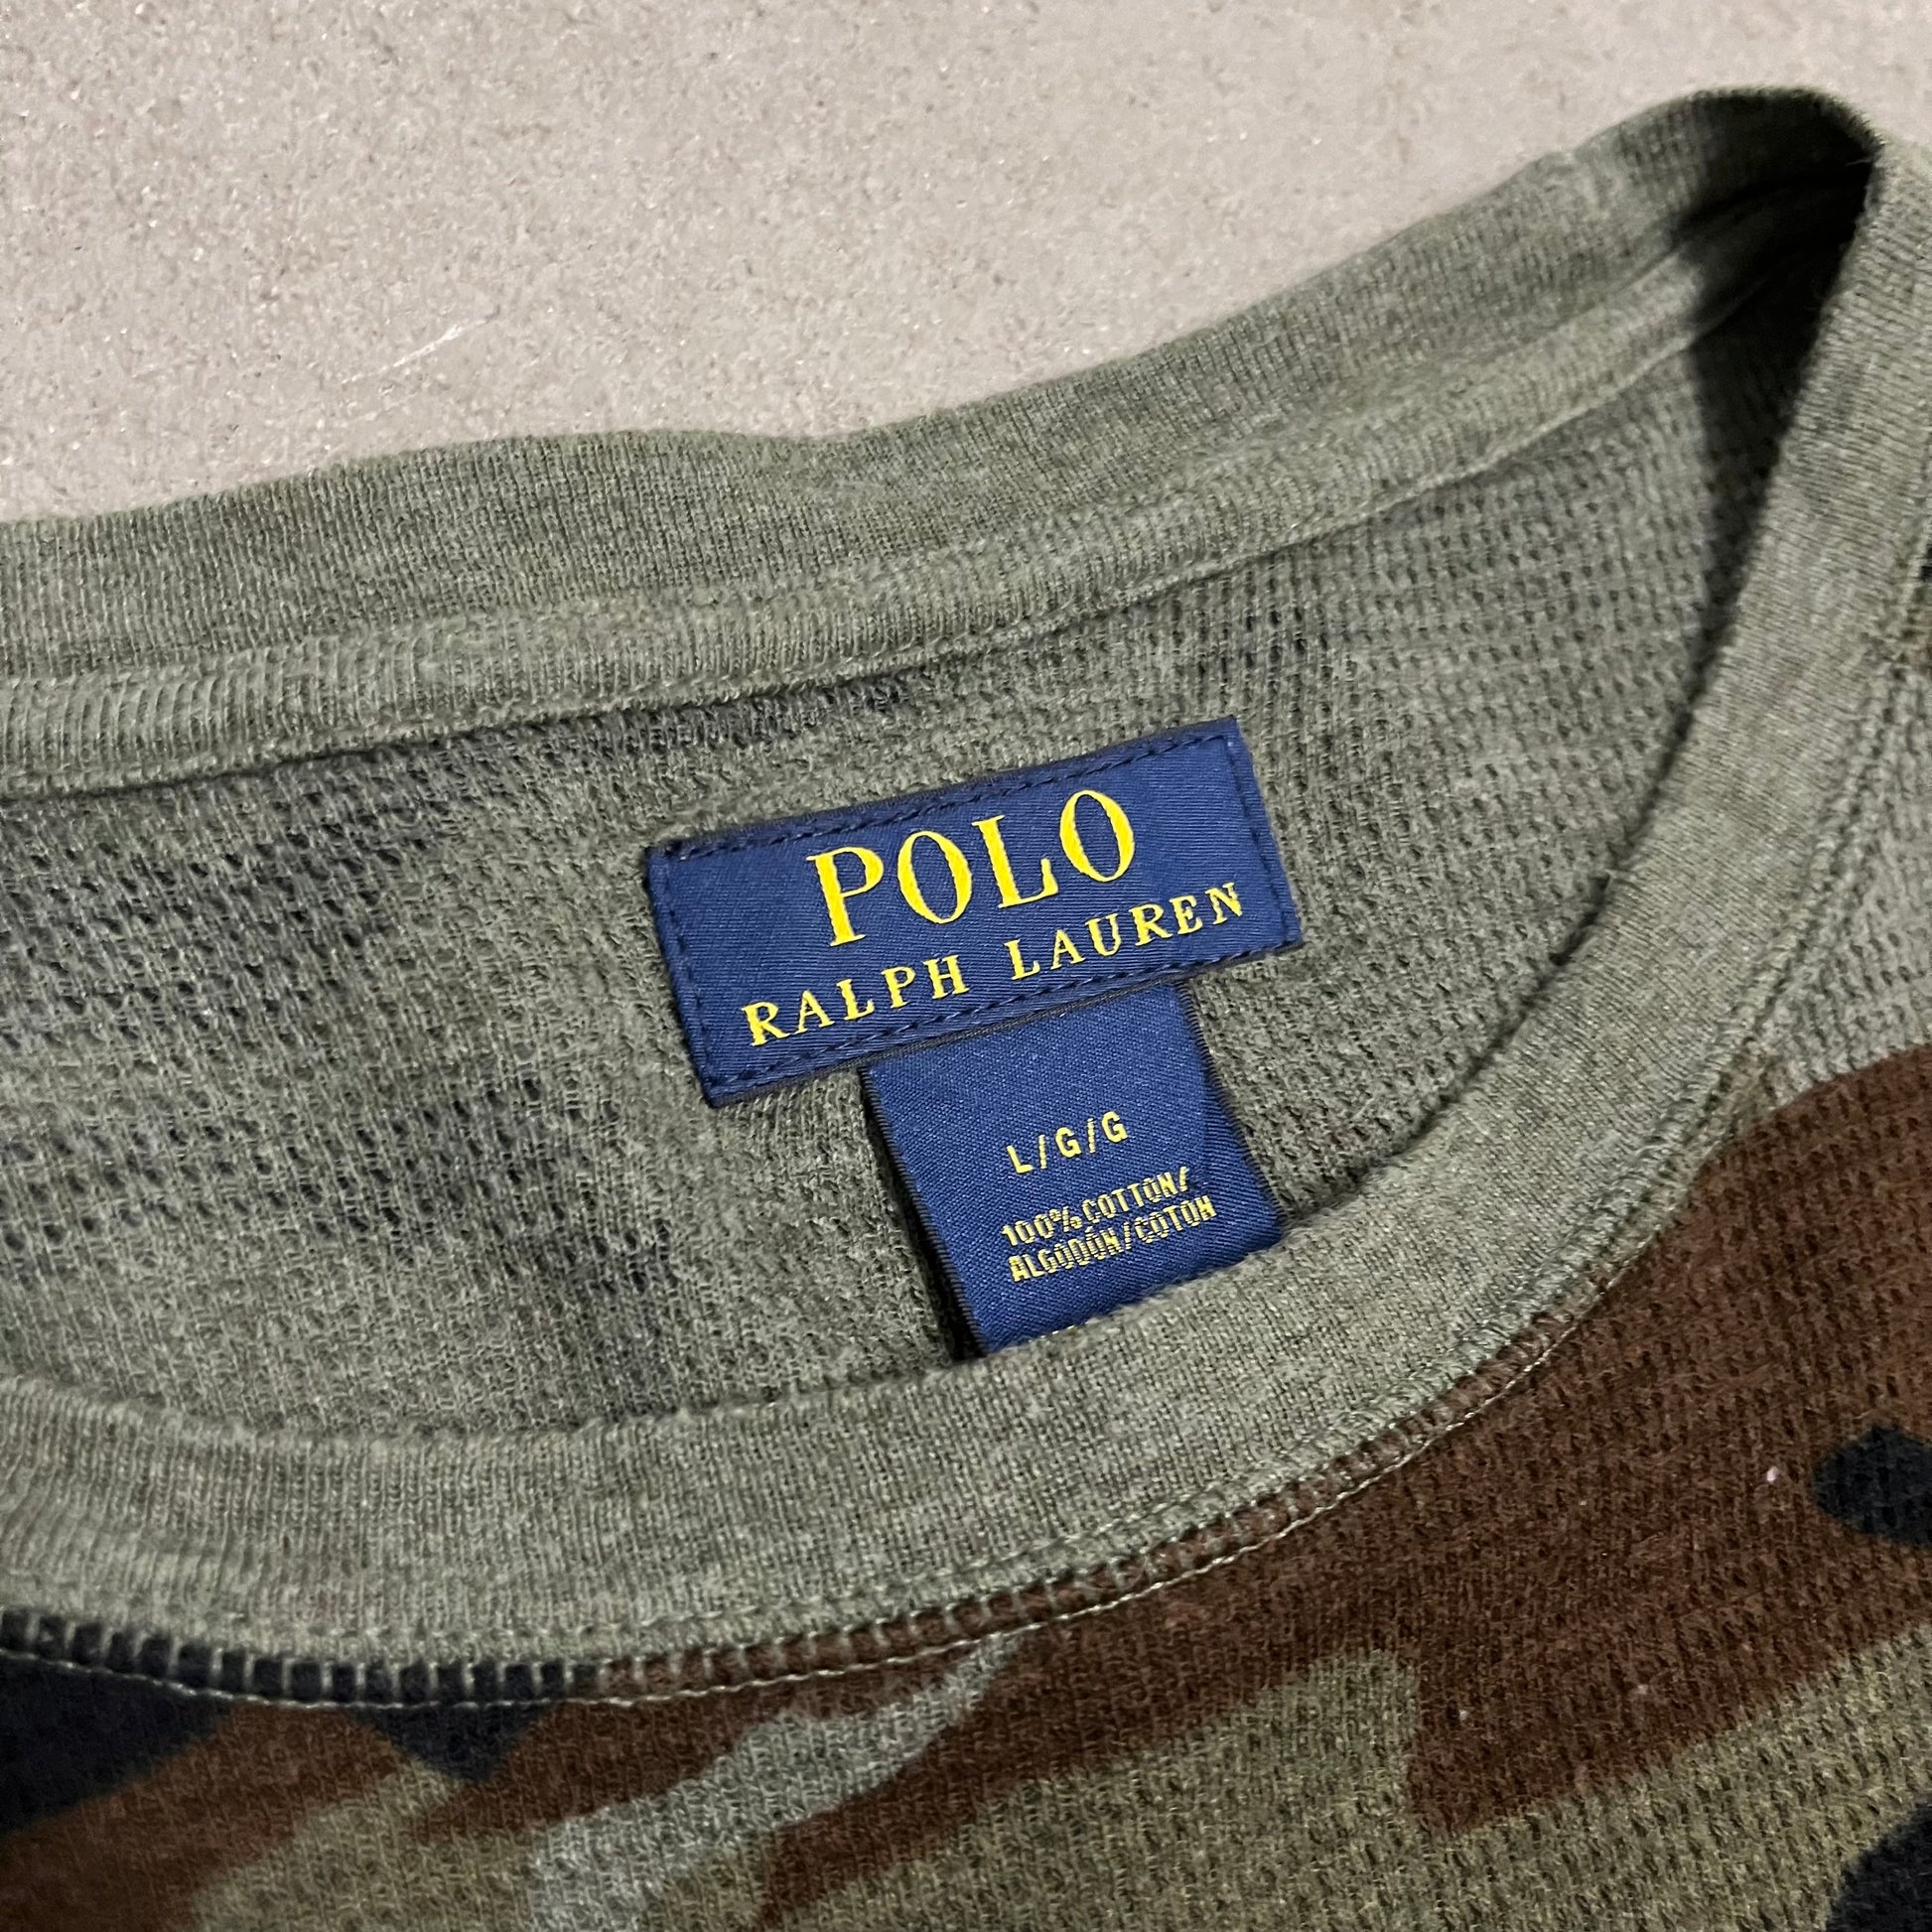 POLO
RALPH LAUREN
L/G/G
100% COTTON/
ALGODÓN/COTON